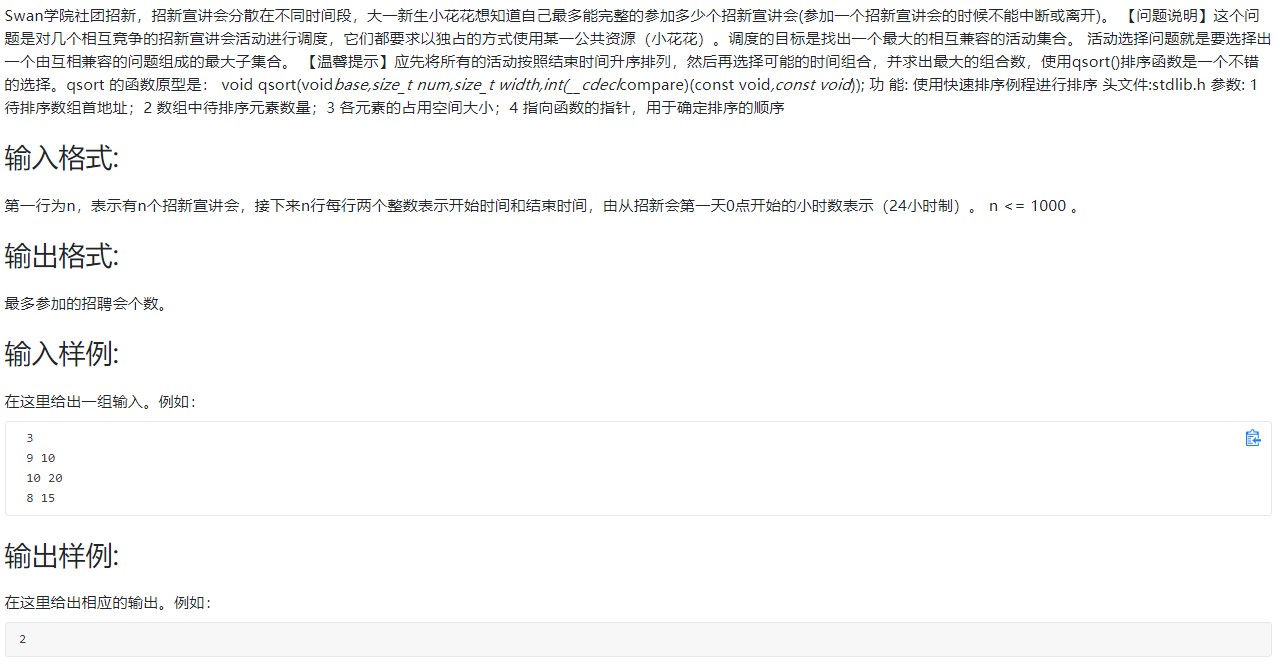 Swan学院社团招新，招新宣讲会分散在不同时间段，大一新生小花花想知道自己最多能完整的参加多少个招新宣讲会(参加一个招新宣讲会的时候不能中断或离开)。 【问题说明】这个问
题是对几个相互竞争的招新宣讲会活动进行调度，它们都要求以独占的方式使用某一公共资源（小花花）。调度的目标是找出一个最大的相互兼容的活动集合。 活动选择问题就是要选择出
一个由互相兼容的问题组成的最大子集合。 【温馨提示】应先将所有的活动按照结束时间升序排列，然后再选择可能的时间组合，并求出最大的组合数，使用qsort()排序函数是一个不错
的选择。qsort 的函数原型是： void qsort(voidbase,size_t num,size_t width,int(__cdeclcompare)(const void,const void)); 功 能: 使用快速排序例程进行排序 头文件:stdlib.h 参数: 1
待排序数组首地址；2 数组中待排序元素数量；3 各元素的占用空间大小；4 指向函数的指针，用于确定排序的顺序
输入格式:
第一行为n，表示有n个招新宣讲会，接下来n行每行两个整数表示开始时间和结束时间，由从招新会第一天0点开始的小时数表示（24小时制）。 n <= 1000 。
输出格式:
最多参加的招聘会个数。
输入样例:
在这里给出一组输入。例如：
3
9 10
10 20
8 15
输出样例:
在这里给出相应的输出。例如：
2